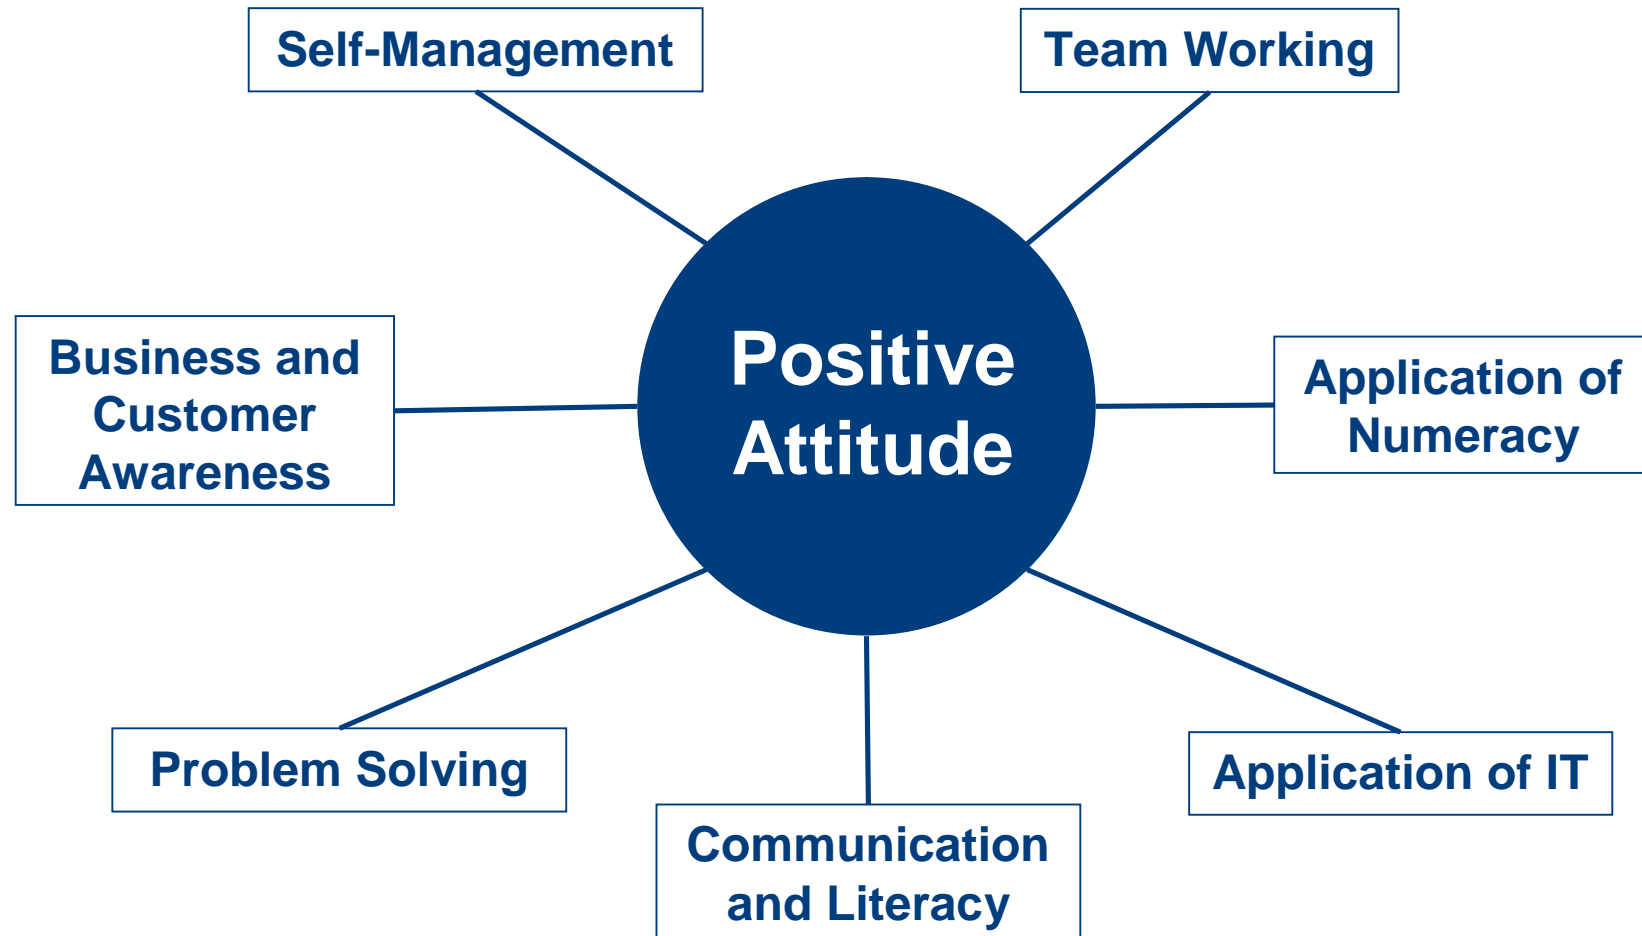 Self-Management
Team Working
Positive
Attitude
Business and
Customer
Awareness
Application of
Numeracy
Problem Solving
Application of IT
Communication
and Literacy